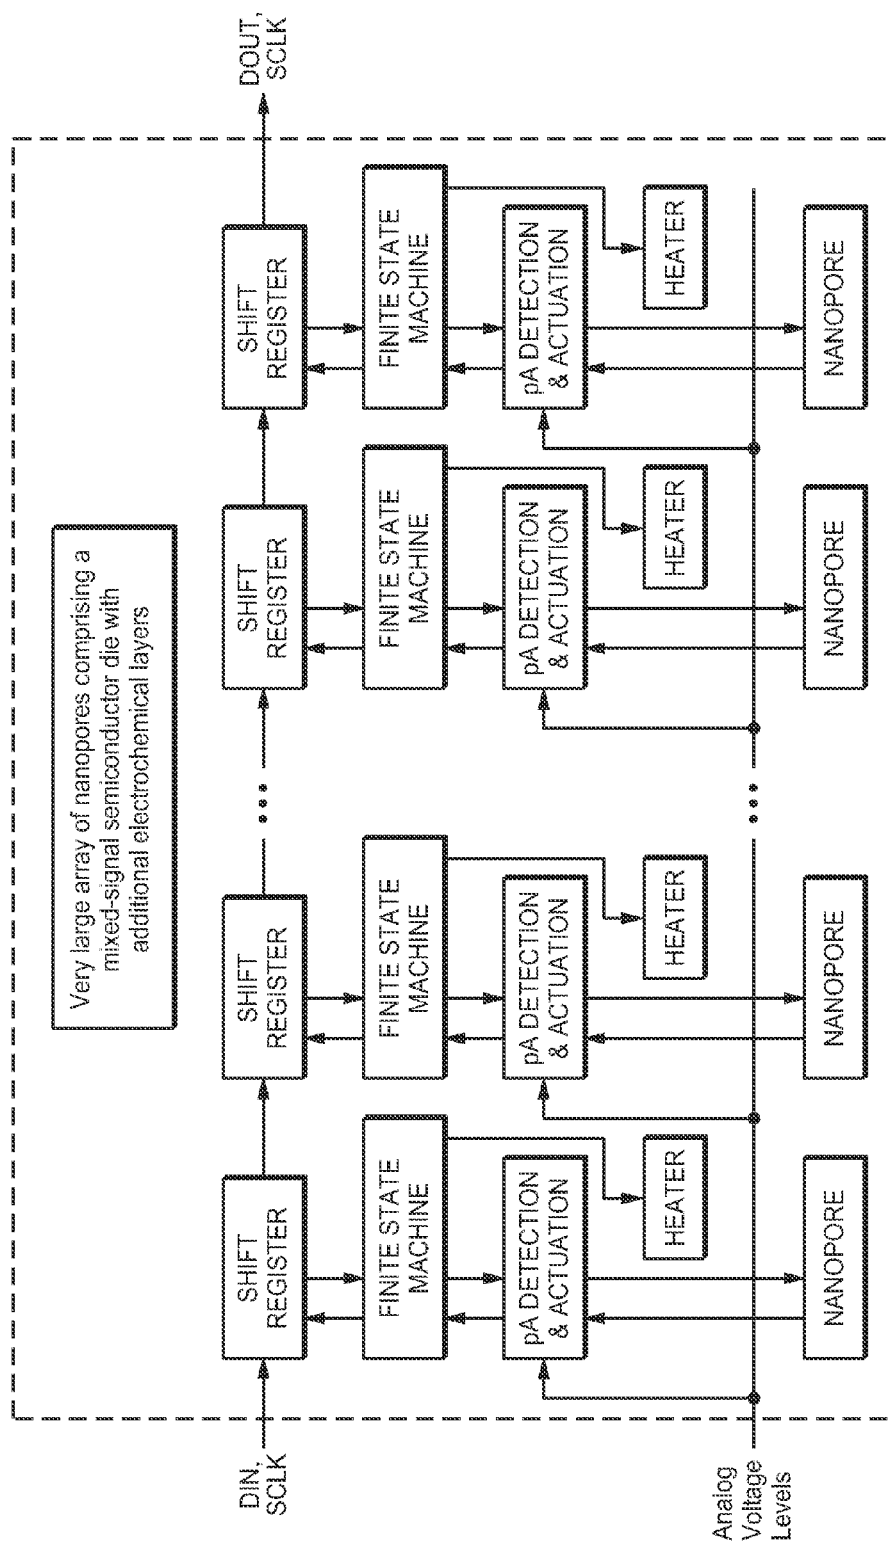 Very large array of nanopores comprising a
mixed-signal semiconductor die with
additional electrochemical layers
DIN,
SCLK
SHIFT
REGISTER
SHIFT
REGISTER
SHIFT
REGISTER
SHIFT
REGISTER
DOUT,
SCLK
FINITE STATE
MACHINE
FINITE STATE
MACHINE
FINITE STATE
MACHINE
FINITE STATE
MACHINE
pA DETECTION
& ACTUATION
pA DETECTION
& ACTUATION
pA DETECTION
& ACTUATION
pA DETECTION
& ACTUATION
HEATER
HEATER
HEATER
HEATER
Analog
Voltage
Levels
NANOPORE
NANOPORE
NANOPORE
NANOPORE